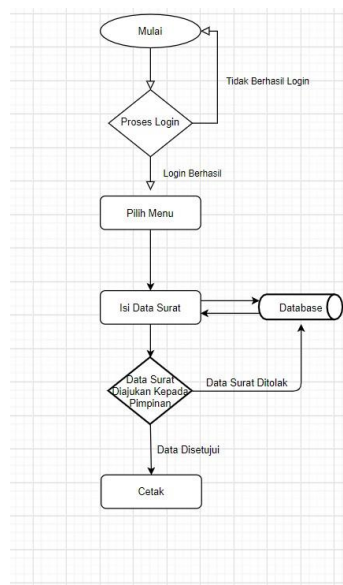 Mulai
Tidak Berhasil Login
Proses Login
Login Berhasil
Pilih Menu
Isi Data Surat
Database
Data Surat
Diajukan Kepada
Pimpinan
Data Surat Ditolak
Data Disetujui
Cetak